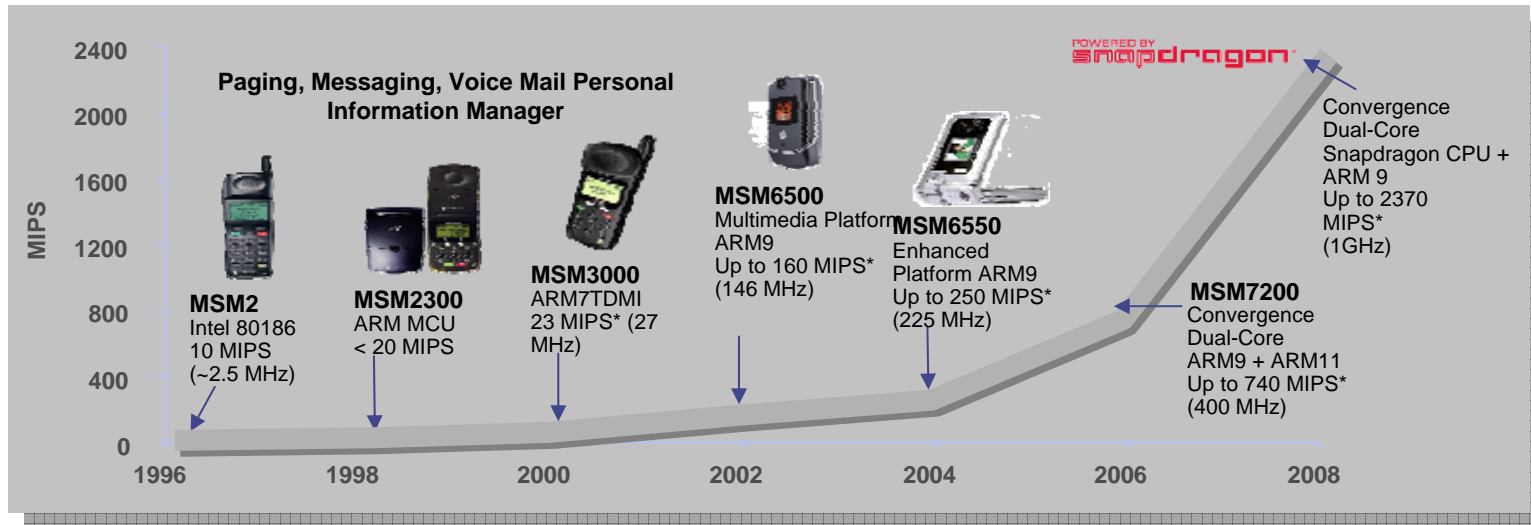 2400
2000
1600
1200
800
400
0
MIPS
1996
1998
2000
2002
2004
2006
2008
Paging, Messaging, Voice Mail Personal
Information Manager
MSM2
Intel 80186
10 MIPS
(~2.5 MHz)
MSM2300
ARM MCU
< 20 MIPS
MSM3000
ARM7TDMI
23 MIPS* (27
MHz)
MSM6500
Multimedia Platform
ARM9
Up to 160 MIPS*
(146 MHz)
MSM6550
Enhanced
Platform ARM9
Up to 250 MIPS*
(225 MHz)
MSM7200
Convergence
Dual-Core
ARM9 + ARM11
Up to 740 MIPS*
(400 MHz)
POWERED BY
snapdragon
Convergence
Dual-Core
Snapdragon CPU +
ARM 9
Up to 2370
MIPS*
(1GHz)